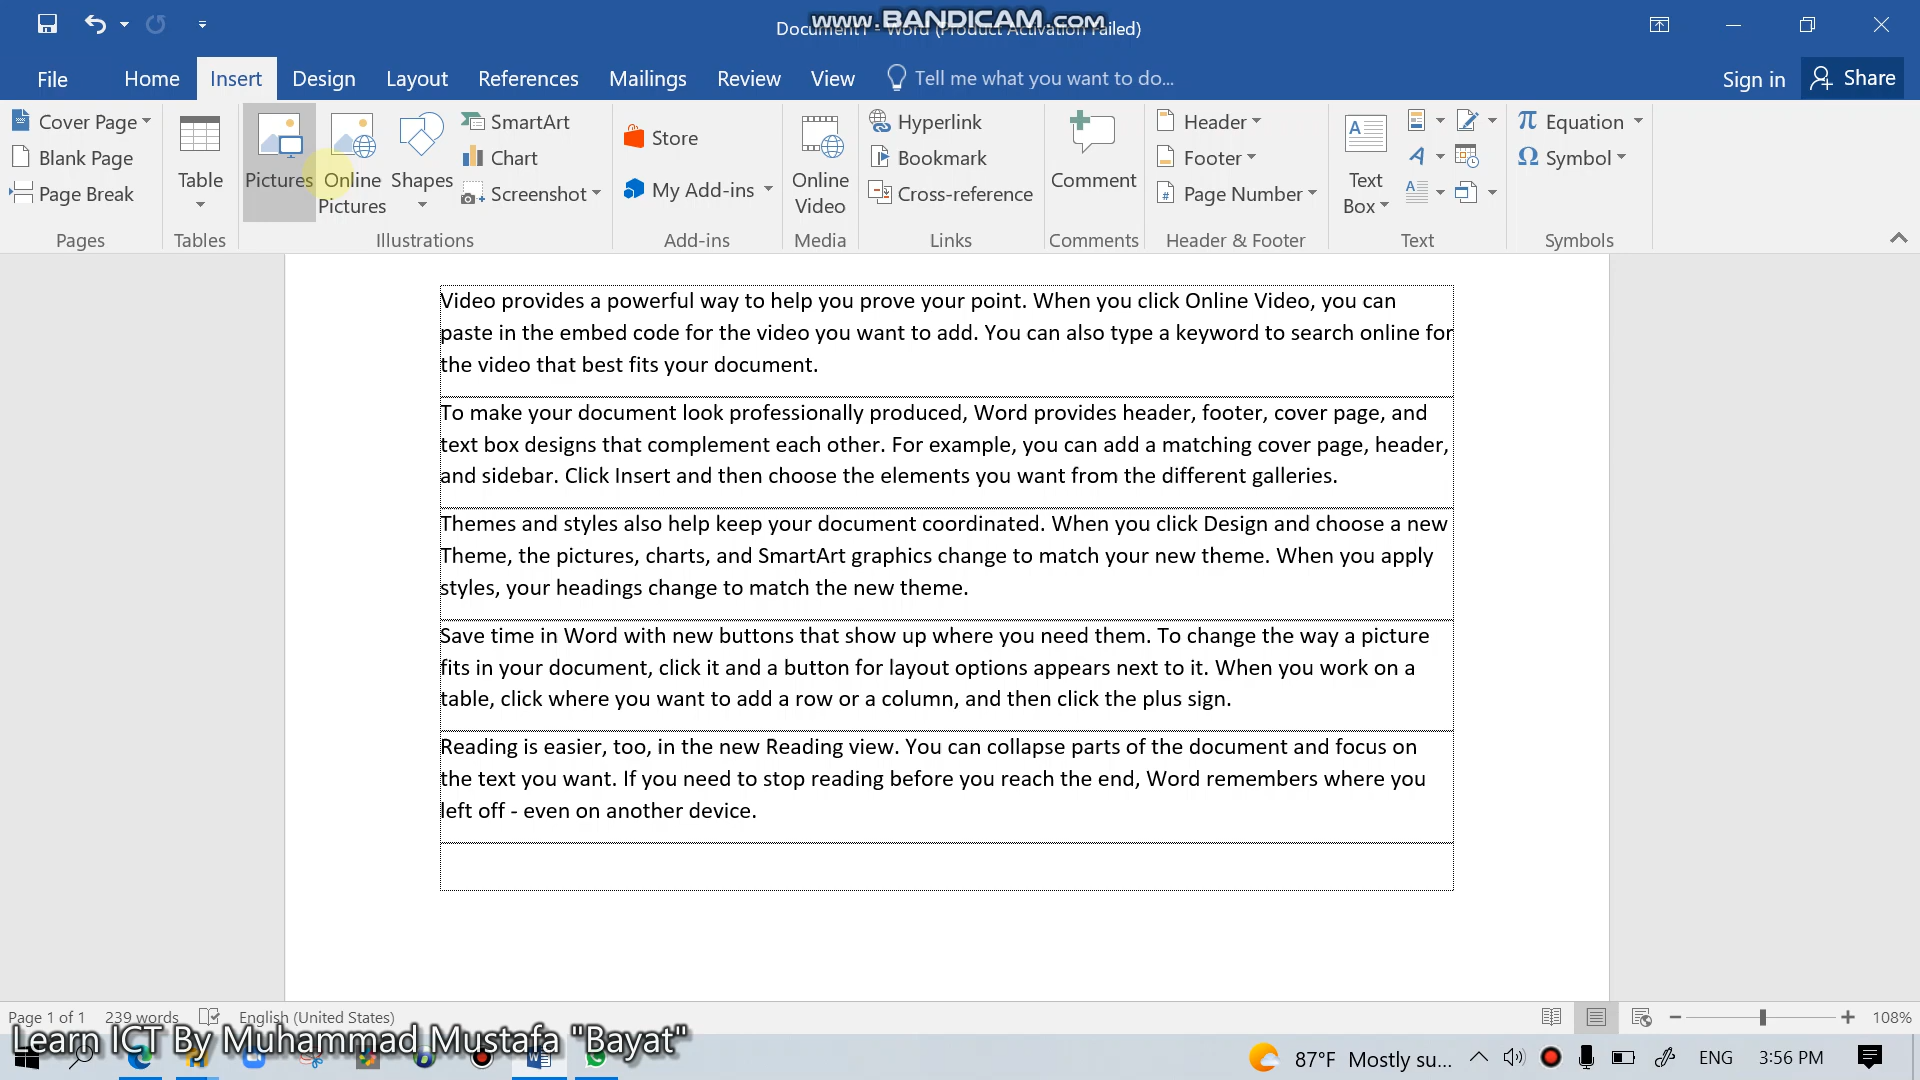 www.BANDICAM.com
Document1 - Word (Product Activation Failed)
File Home Insert Design Layout References Mailings Review View Tell me what you want to do... Sign in Share
Cover Page
Blank Page
Page Break
Pages
Table
Tables
Pictures
Online
Pictures
Shapes
SmartArt
Chart
Screenshot
Illustrations
Store
My Add-ins
Add-ins
Online
Video
Media
Hyperlink
Bookmark
Cross-reference
Links
Comment
Comments
Header
Footer
Page Number
Header & Footer
Text
Box
Text
Equation
Symbol
Symbols
Video provides a powerful way to help you prove your point. When you click Online Video, you can
paste in the embed code for the video you want to add. You can also type a keyword to search online for
the video that best fits your document.
To make your document look professionally produced, Word provides header, footer, cover page, and
text box designs that complement each other. For example, you can add a matching cover page, header,
and sidebar. Click Insert and then choose the elements you want from the different galleries.
Themes and styles also help keep your document coordinated. When you click Design and choose a new
Theme, the pictures, charts, and SmartArt graphics change to match your new theme. When you apply
styles, your headings change to match the new theme.
Save time in Word with new buttons that show up where you need them. To change the way a picture
fits in your document, click it and a button for layout options appears next to it. When you work on a
table, click where you want to add a row or a column, and then click the plus sign.
Reading is easier, too, in the new Reading view. You can collapse parts of the document and focus on
the text you want. If you need to stop reading before you reach the end, Word remembers where you
left off - even on another device.
Page 1 of 1 239 words English (United States) 108%
Learn ICT By Muhammad Mustafa "Bayat"
87°F Mostly su... ENG 3:56 PM